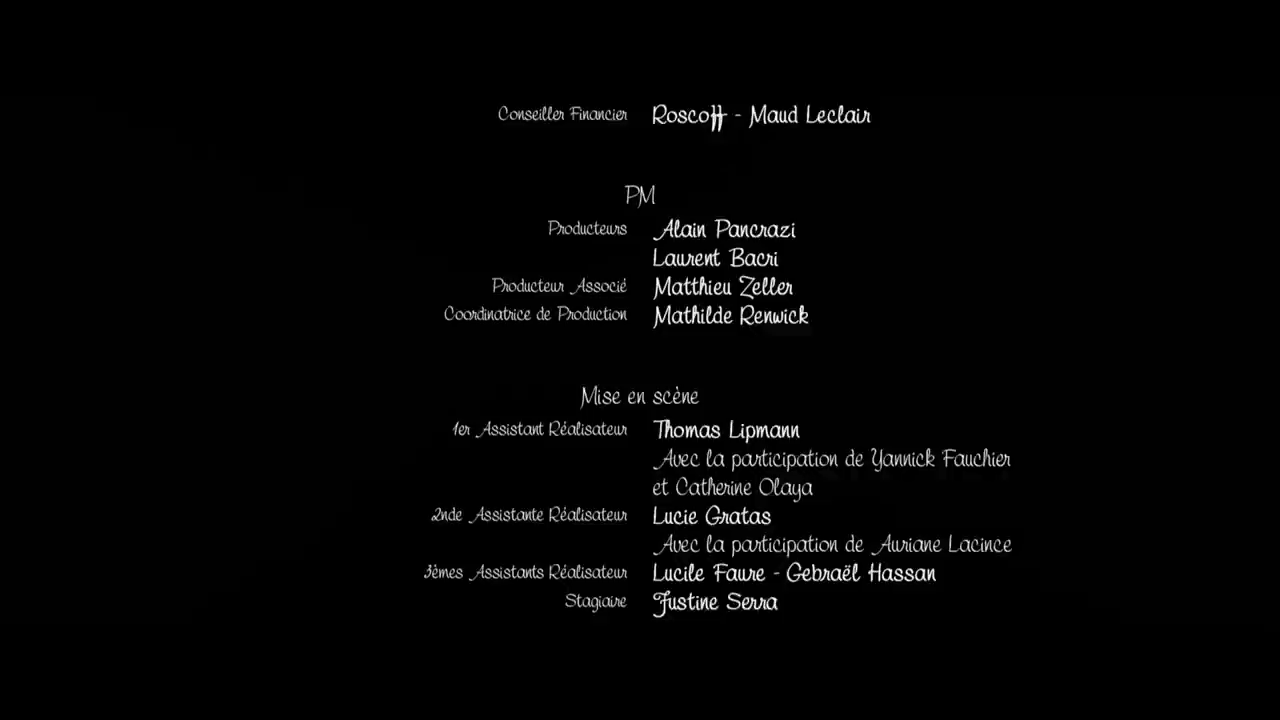 Conseiller Financier Roscoff - Maud Leclair
PM
Producteurs Alain Pancrazi
Laurent Bacri
Producteur Associé Matthieu Zeller
Coordinatrice de Production Mathilde Renwick
Mise en scène
1er Assistant Réalisateur Thomas Lipmann
Avec la participation de Yannick Fauchier
et Catherine Olaya
2nde Assistante Réalisateur Lucie Gratas
Avec la participation de Auriane Lacince
3èmes Assistants Réalisateur Lucile Faure - Gebraël Hassan
Stagiaire Justine Serra